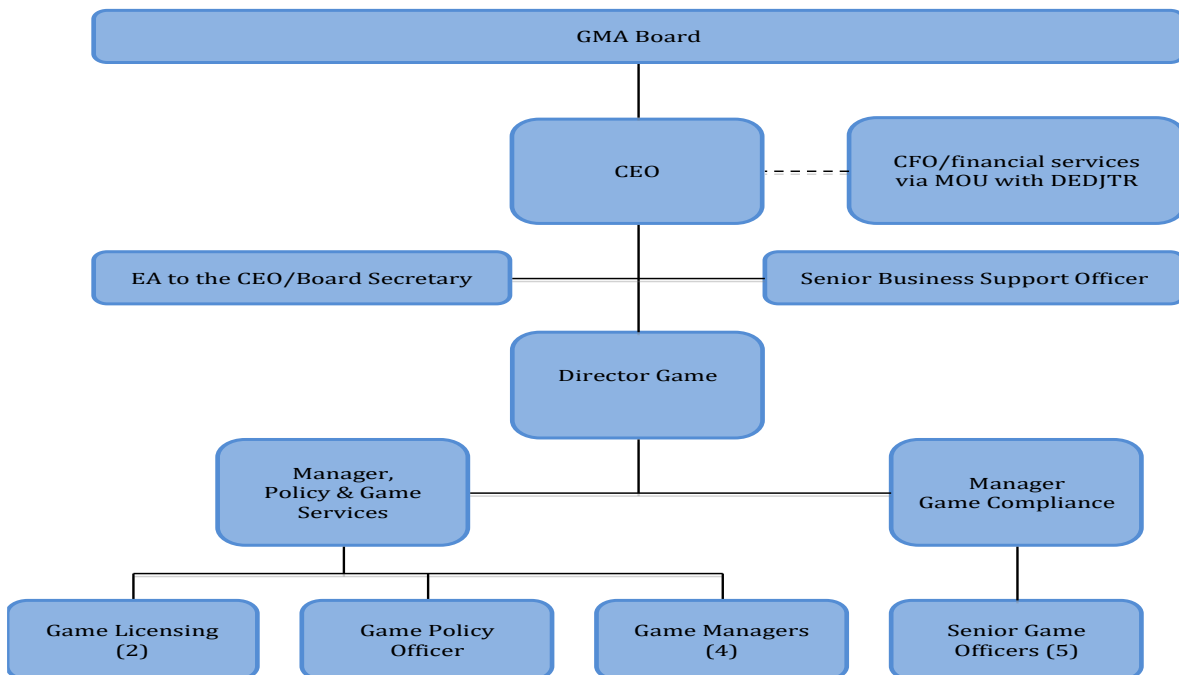 GMA Board
CEO
CFO/financial services
via MOU with DEDJTR
EA to the CEO/Board Secretary
Senior Business Support Officer
Director Game
Manager,
Policy & Game
Services
Manager
Game Compliance
Game Licensing
(2)
Game Policy
Officer
Game Managers
(4)
Senior Game
Officers (5)